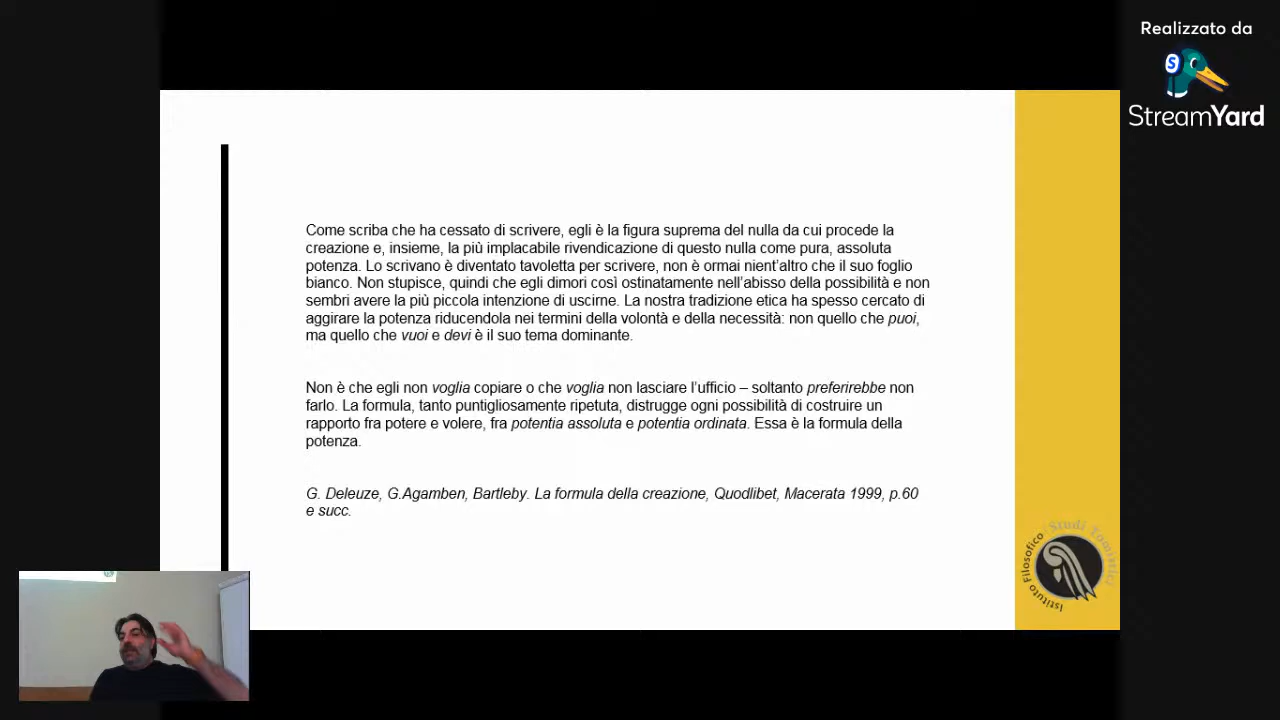 Realizzato da
S
StreamYard
Come scriba che ha cessato di scrivere, egli è la figura suprema del nulla da cui procede la
creazione e, insieme, la più implacabile rivendicazione di questo nulla come pura, assoluta
potenza. Lo scrivano è diventato tavoletta per scrivere, non è ormai nient’altro che il suo foglio
bianco. Non stupisce, quindi che egli dimori così ostinatamente nell’abisso della possibilità e non
sembri avere la più piccola intenzione di uscirne. La nostra tradizione etica ha spesso cercato di
aggirare la potenza riducendola nei termini della volontà e della necessità: non quello che puoi,
ma quello che vuoi e devi è il suo tema dominante.
Non è che egli non voglia copiare o che voglia non lasciare l’ufficio – soltanto preferirebbe non
farlo. La formula, tanto puntigliosamente ripetuta, distrugge ogni possibilità di costruire un
rapporto fra potere e volere, fra potentia assoluta e potentia ordinata. Essa è la formula della
potenza.
G. Deleuze, G.Agamben, Bartleby. La formula della creazione, Quodlibet, Macerata 1999, p.60
e succ.
Istituto Filosofico Studi Tomistici